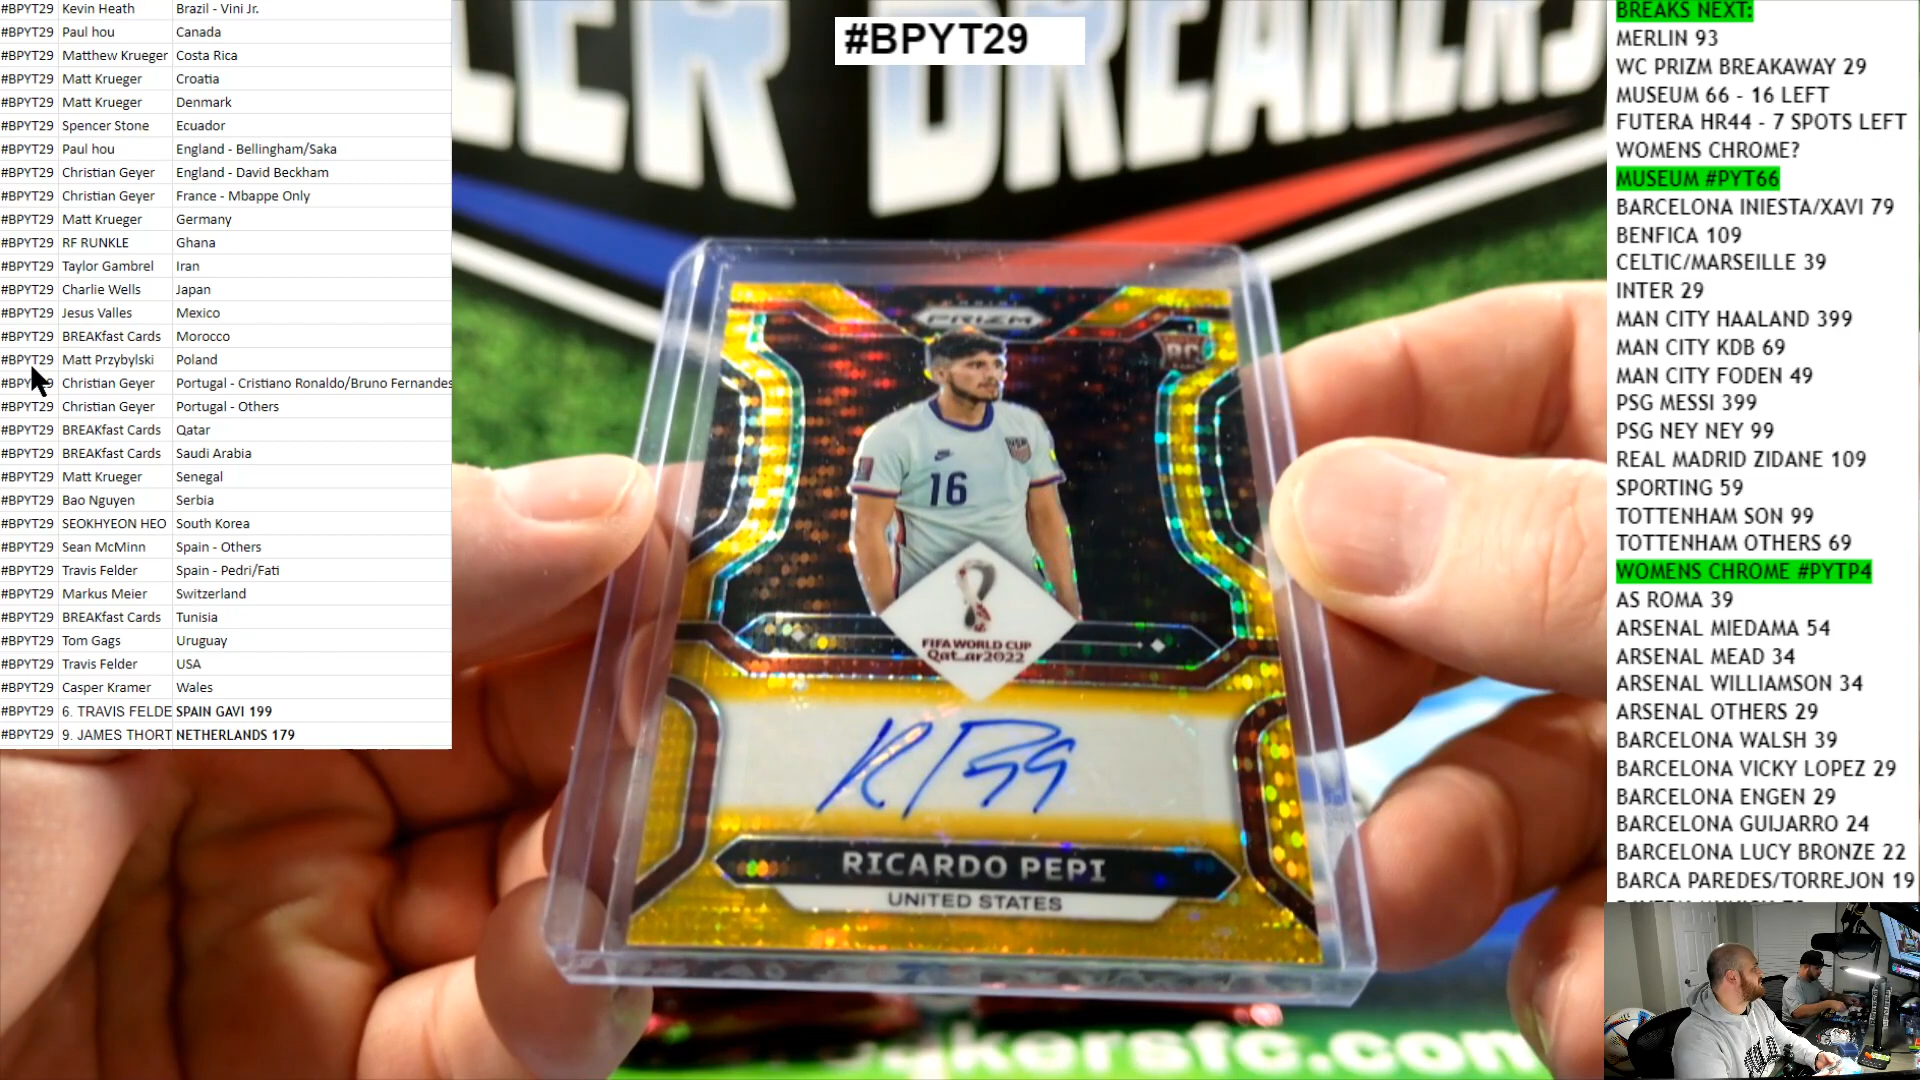 #BPYT29 Kevin Heath Brazil - Vini Jr.
#BPYT29 Paul hou Canada
#BPYT29 Matthew Krueger Costa Rica
#BPYT29 Matt Krueger Croatia
#BPYT29 Matt Krueger Denmark
#BPYT29 Spencer Stone Ecuador
#BPYT29 Paul hou England - Bellingham/Saka
#BPYT29 Christian Geyer England - David Beckham
#BPYT29 Christian Geyer France - Mbappe Only
#BPYT29 Matt Krueger Germany
#BPYT29 RF RUNKLE Ghana
#BPYT29 Taylor Gambrel Iran
#BPYT29 Charlie Wells Japan
#BPYT29 Jesus Valles Mexico
#BPYT29 BREAKfast Cards Morocco
#BPYT29 Matt Przybylski Poland
Christian Geyer Portugal - Cristiano Ronaldo/Bruno Fernandes
#BPYT29 Christian Geyer Portugal - Others
#BPYT29 BREAKfast Cards Qatar
#BPYT29 BREAKfast Cards Saudi Arabia
#BPYT29 Matt Krueger Senegal
#BPYT29 Bao Nguyen Serbia
#BPYT29 SEOKHYEON HEO South Korea
#BPYT29 Sean McMinn Spain - Others
#BPYT29 Travis Felder Spain - Pedri/Fati
#BPYT29 Markus Meier Switzerland
#BPYT29 BREAKfast Cards Tunisia
#BPYT29 Tom Gags Uruguay
#BPYT29 Travis Felder USA
#BPYT29 Casper Kramer Wales
#BPYT29 6. TRAVIS FELDE SPAIN GAVI 199
#BPYT29 9. JAMES THORT NETHERLANDS 179
#BPYT29
PRIZM
RC
USA
16
FIFA WORLD CUP
Qatar2022
RICARDO PEPI
UNITED STATES
kersfc.com
BREAKS NEXT:
MERLIN 93
WC PRIZM BREAKAWAY 29
MUSEUM 66 - 16 LEFT
FUTERA HR44 - 7 SPOTS LEFT
WOMENS CHROME?
MUSEUM #PYT66
BARCELONA INIESTA/XAVI 79
BENFICA 109
CELTIC/MARSEILLE 39
INTER 29
MAN CITY HAALAND 399
MAN CITY KDB 69
MAN CITY FODEN 49
PSG MESSI 399
PSG NEY NEY 99
REAL MADRID ZIDANE 109
SPORTING 59
TOTTENHAM SON 99
TOTTENHAM OTHERS 69
WOMENS CHROME #PYTP4
AS ROMA 39
ARSENAL MIEDAMA 54
ARSENAL MEAD 34
ARSENAL WILLIAMSON 34
ARSENAL OTHERS 29
BARCELONA WALSH 39
BARCELONA VICKY LOPEZ 29
BARCELONA ENGEN 29
BARCELONA GUIJARRO 24
BARCELONA LUCY BRONZE 22
BARCA PAREDES/TORREJON 19